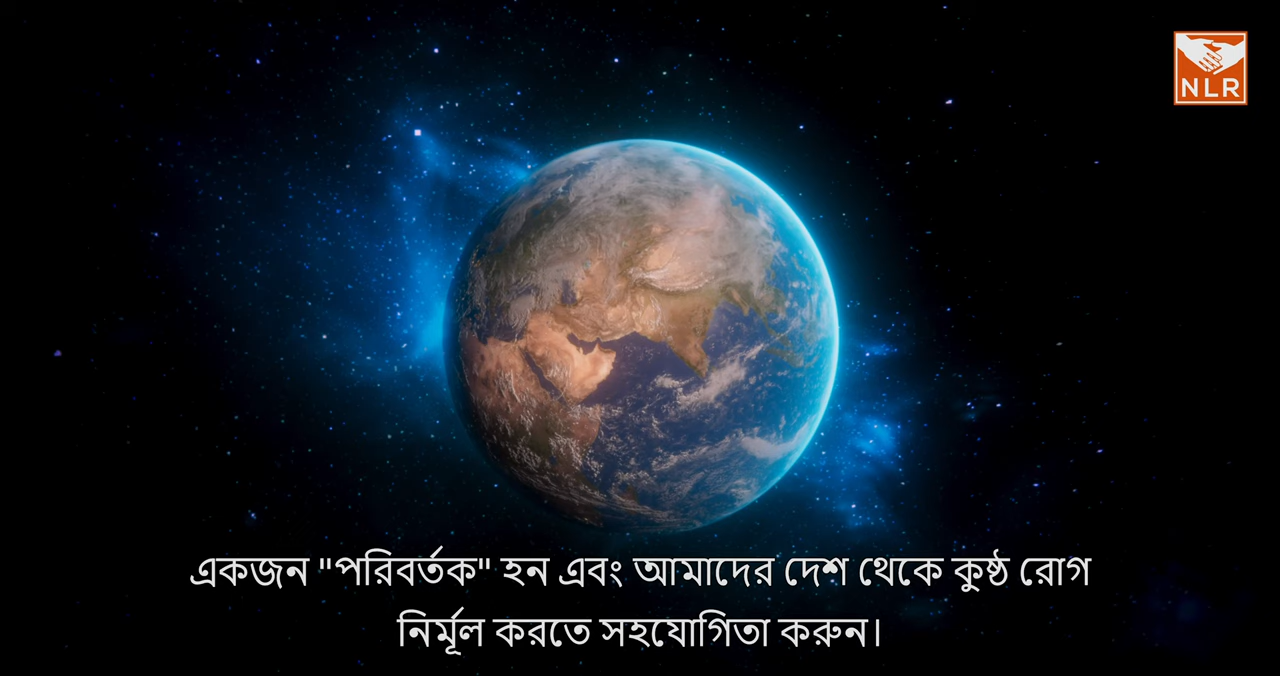 NLR
একজন "পরিবর্তক" হন এবং আমাদের দেশ থেকে কুষ্ঠ রোগ
নির্মূল করতে সহযোগিতা করুন।